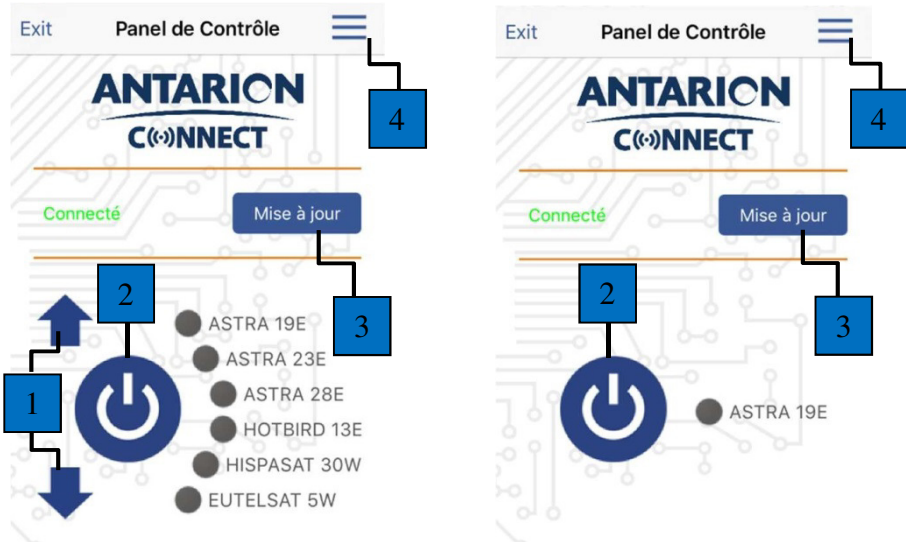 Exit Panel de Contrôle
4
ANTARION
CONNECT
Connecté Mise à jour
3
2
1
ASTRA 19E
ASTRA 23E
ASTRA 28E
HOTBIRD 13E
HISPASAT 30W
EUTELSAT 5W
Exit Panel de Contrôle
4
ANTARION
CONNECT
Connecté Mise à jour
3
2
ASTRA 19E